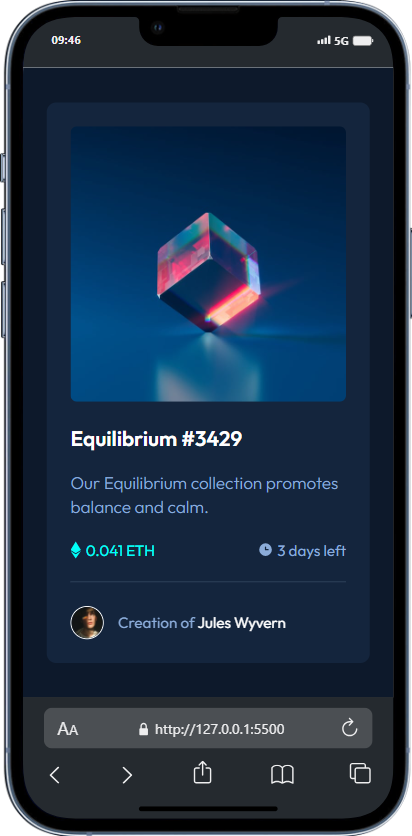 09:46
5G
Equilibrium #3429
Our Equilibrium collection promotes
balance and calm.
0.041 ETH
3 days left
Creation of Jules Wyvern
AA
http://127.0.0.1:5500